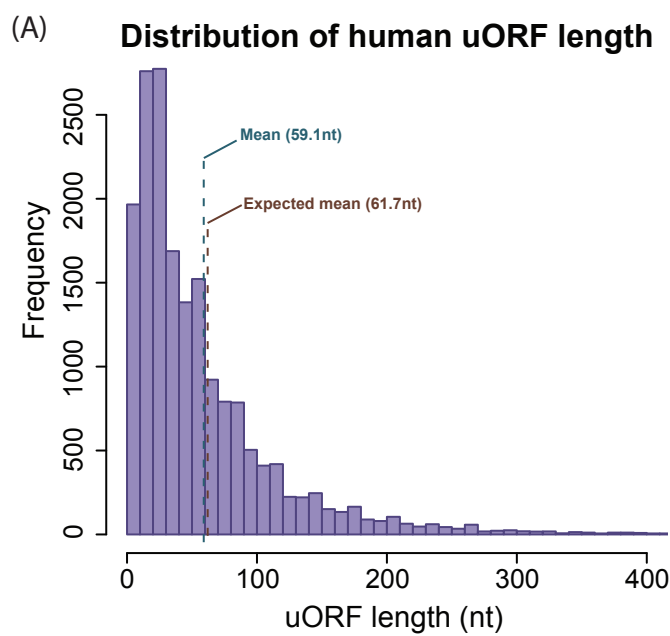 (A)
Distribution of human uORF length
Mean (59.1nt)
Expected mean (61.7nt)
Frequency
2500
2000
1500
1000
500
0
0 100 200 300 400
uORF length (nt)